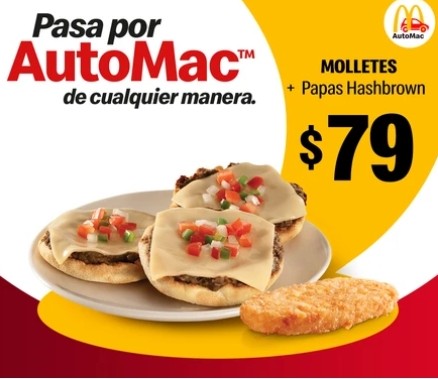 Pasa por
AutoMac™
de cualquier manera.
AutoMac
MOLLETES
+ Papas Hashbrown
$79